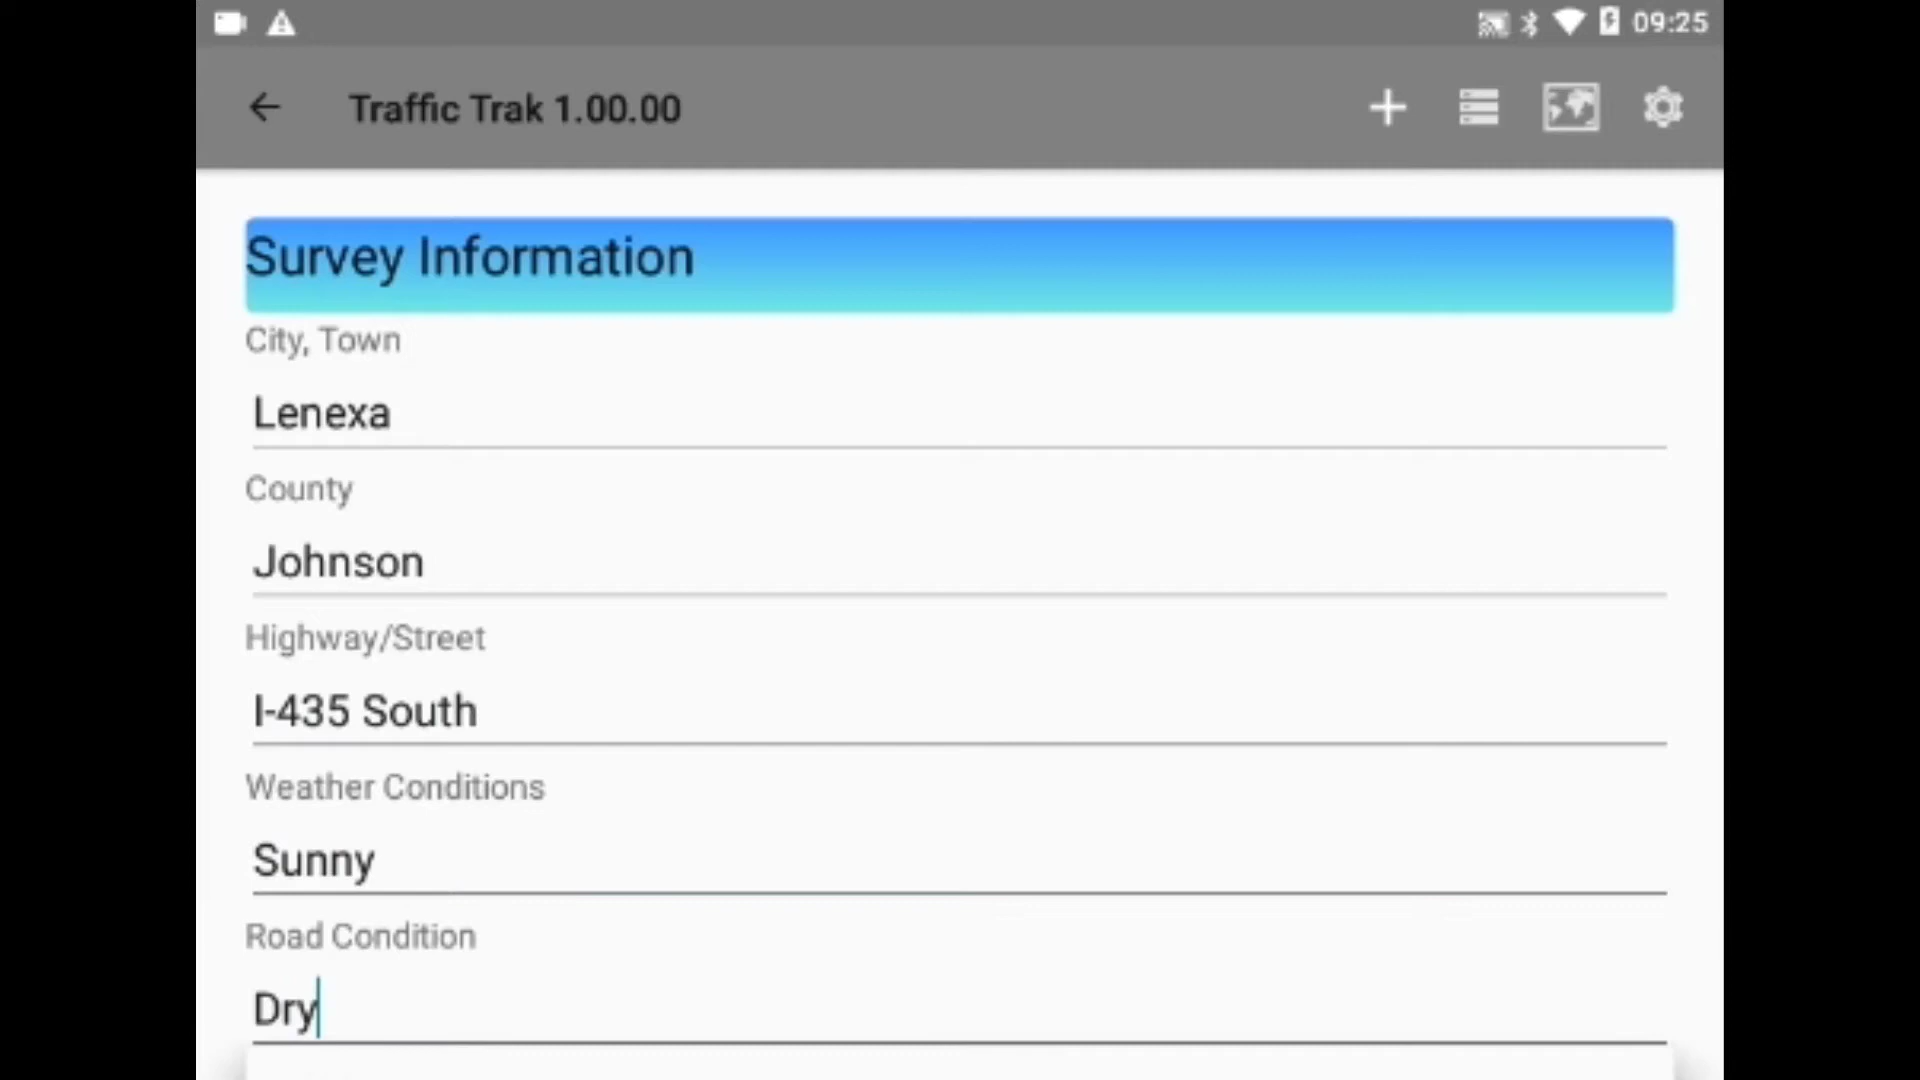 09:25
Traffic Trak 1.00.00
Survey Information
City, Town
Lenexa
County
Johnson
Highway/Street
I-435 South
Weather Conditions
Sunny
Road Condition
Dry